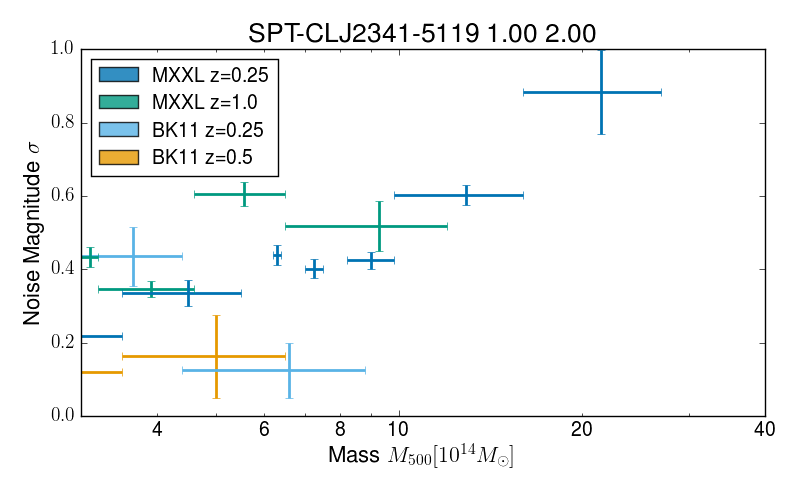 SPT-CLJ2341-5119 1.00 2.00
MXXL z=0.25
MXXL z=1.0
BK11 z=0.25
BK11 z=0.5
Noise Magnitude σ
1.0
0.8
0.6
0.4
0.2
0.0
4 6 8 10 20 40
Mass M₅₀₀[10¹⁴M☉]